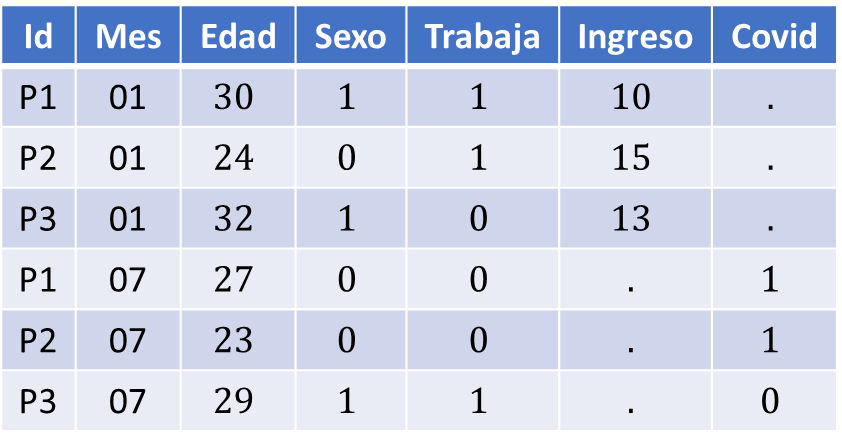 Id Mes Edad Sexo Trabaja Ingreso Covid
P1 01 30 1 1 10 .
P2 01 24 0 1 15 .
P3 01 32 1 0 13 .
P1 07 27 0 0 . 1
P2 07 23 0 0 . 1
P3 07 29 1 1 . 0